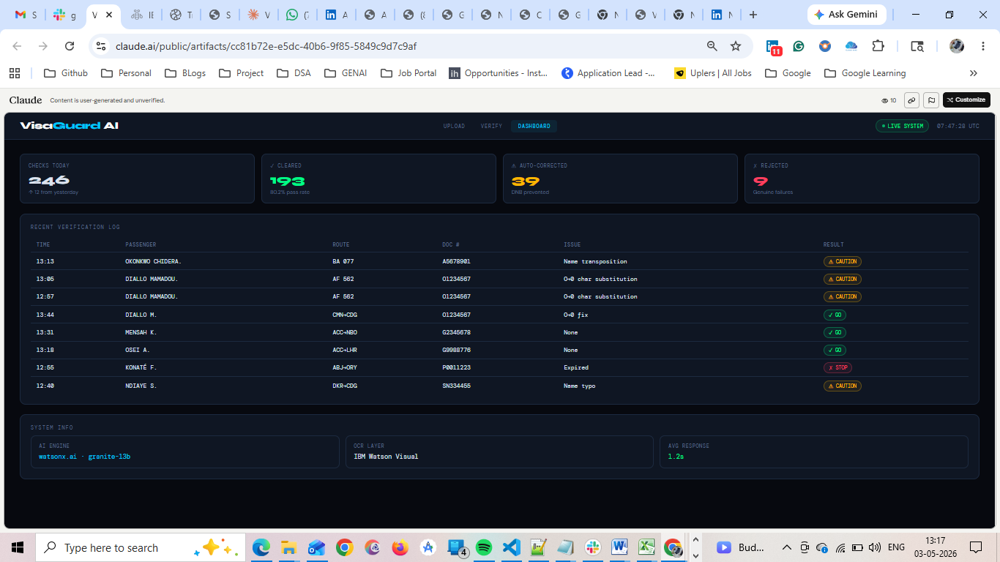 M S
g
V
IE
Ti
S
V
(7
A
A
(8
G
N
C
G
N
V
N
N
Ask Gemini
claude.ai/public/artifacts/cc81b72e-e5dc-40b6-9f85-5849c9d7c9af
11
Github Personal BLogs Project DSA GENAI Job Portal Opportunities - Inst... Application Lead -... Uplers | All Jobs Google Google Learning
Claude Content is user-generated and unverified. 10 Customize
VisaGuard AI UPLOAD VERIFY DASHBOARD LIVE SYSTEM 07:47:28 UTC
CHECKS TODAY ✓ CLEARED ⚠ AUTO-CORRECTED ✗ REJECTED
246 193 39 9
↑ 12 from yesterday 80.2% pass rate DNB prevented Genuine failures
RECENT VERIFICATION LOG
TIME PASSENGER ROUTE DOC # ISSUE RESULT
13:13 OKONKWO CHIDERA. BA 077 A5678901 Name transposition ⚠ CAUTION
13:05 DIALLO MAMADOU. AF 562 O1234567 O→0 char substitution ⚠ CAUTION
12:57 DIALLO MAMADOU. AF 562 O1234567 O→0 char substitution ⚠ CAUTION
13:44 DIALLO M. CMN→CDG O1234567 O→0 fix ✓ GO
13:31 MENSAH K. ACC→NBO G2345678 None ✓ GO
13:18 OSEI A. ACC→LHR G9988776 None ✓ GO
12:55 KONATÉ F. ABJ→ORY P0011223 Expired ✗ STOP
12:40 NDIAYE S. DKR→CDG SN334455 Name typo ⚠ CAUTION
SYSTEM INFO
AI ENGINE OCR LAYER AVG RESPONSE
watsonx.ai · granite-13b IBM Watson Visual 1.2s
Type here to search
4
Bud...
ENG
13:17
03-05-2026